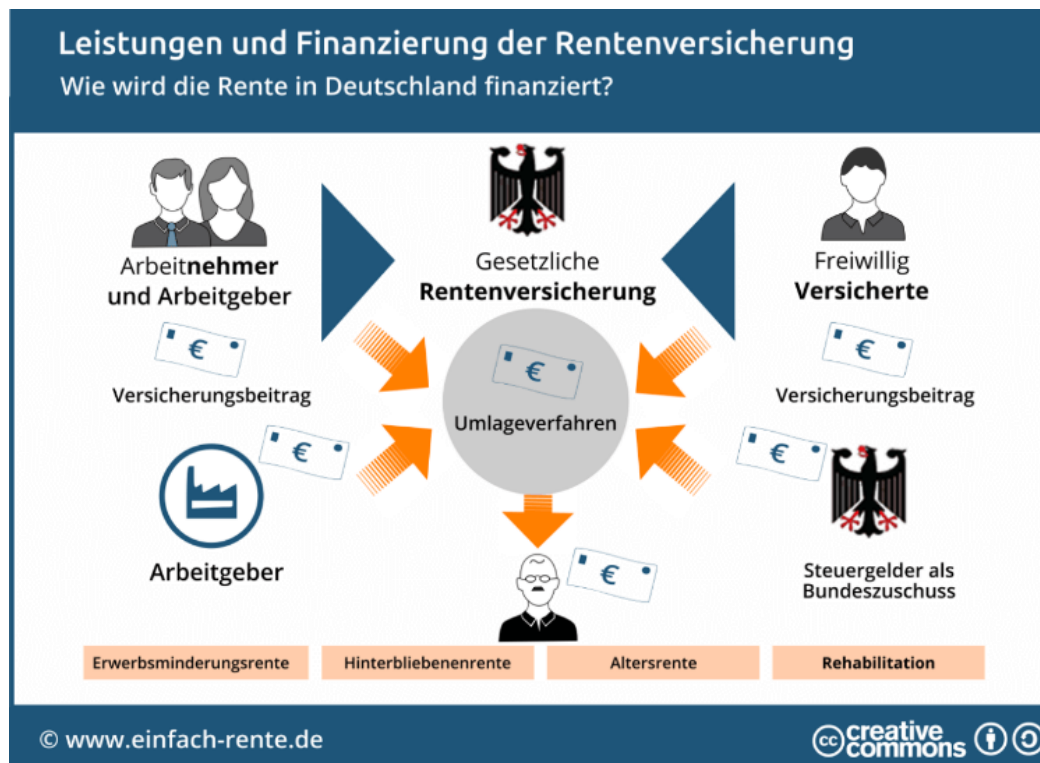 Leistungen und Finanzierung der Rentenversicherung
Wie wird die Rente in Deutschland finanziert?
Arbeitnehmer
und Arbeitgeber
€
Versicherungsbeitrag
€
Arbeitgeber
Gesetzliche
Rentenversicherung
€
Umlageverfahren
€
Freiwillig
Versicherte
€
Versicherungsbeitrag
€
Steuergelder als
Bundeszuschuss
Erwerbsminderungsrente
Hinterbliebenenrente
Altersrente
Rehabilitation
© www.einfach-rente.de
cc creative
commons